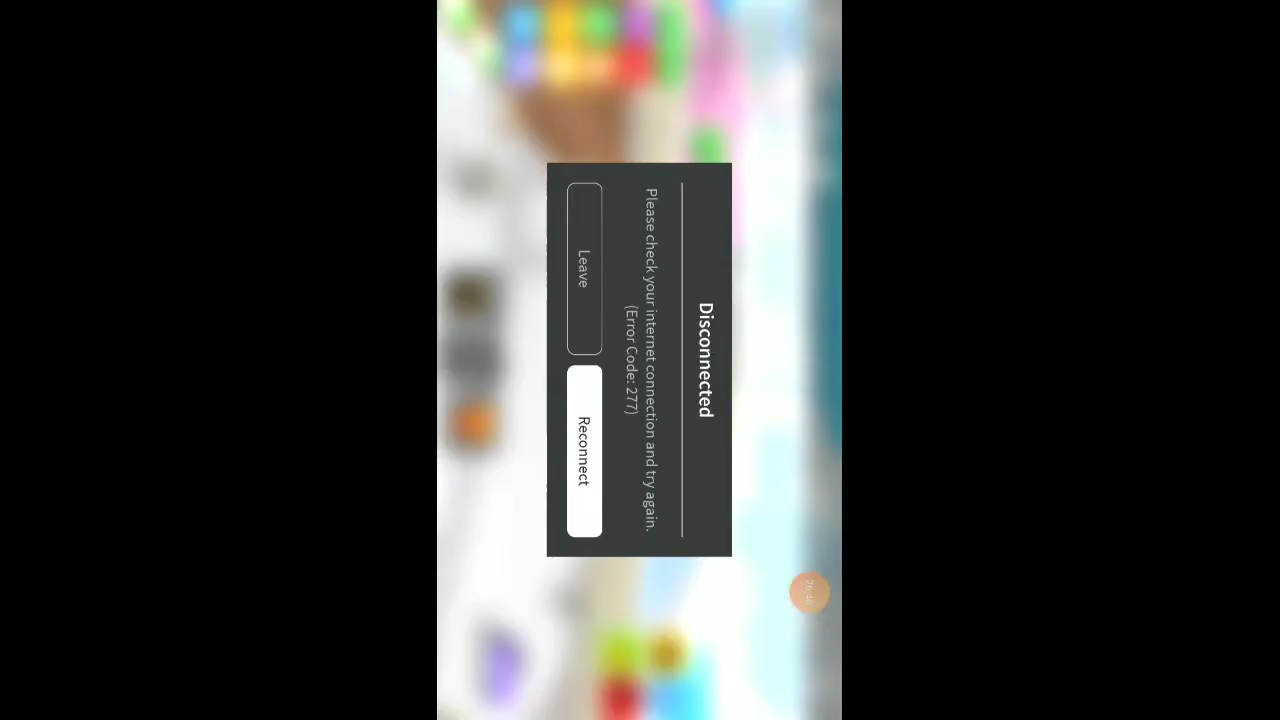 Disconnected
Please check your internet connection and try again.
(Error Code: 277)
Leave
Reconnect